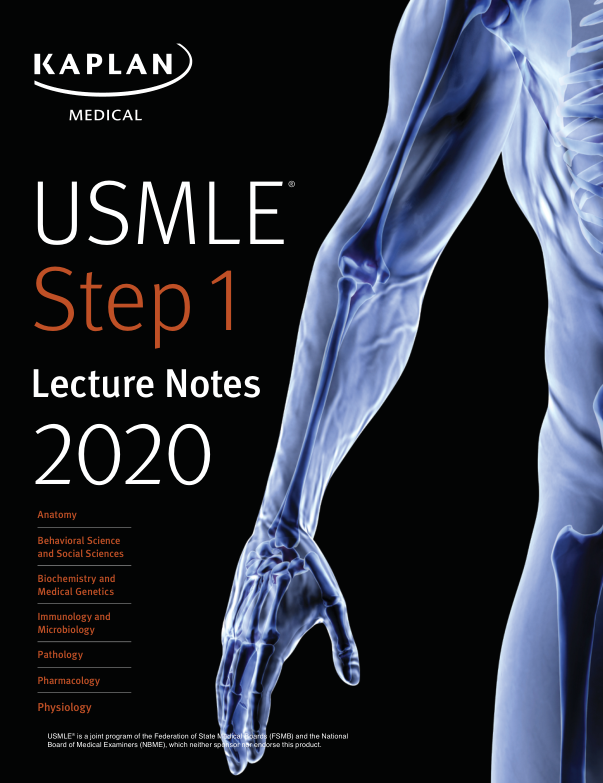 KAPLAN
MEDICAL
USMLE®
Step 1
Lecture Notes
2020
Anatomy
Behavioral Science
and Social Sciences
Biochemistry and
Medical Genetics
Immunology and
Microbiology
Pathology
Pharmacology
Physiology
USMLE® is a joint program of the Federation of State Medical Boards (FSMB) and the National
Board of Medical Examiners (NBME), which neither sponsor nor endorse this product.